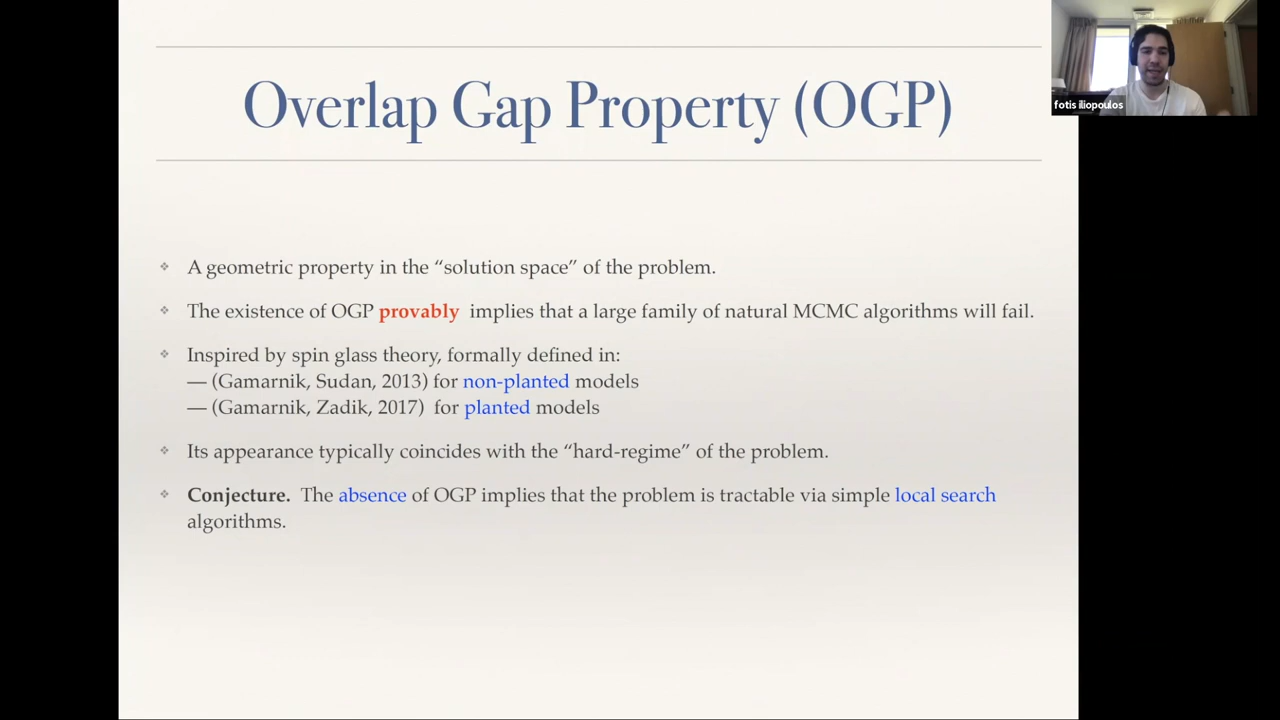 Overlap Gap Property (OGP)
fotis iliopoulos
❖ A geometric property in the “solution space” of the problem.
❖ The existence of OGP provably implies that a large family of natural MCMC algorithms will fail.
❖ Inspired by spin glass theory, formally defined in:
— (Gamarnik, Sudan, 2013) for non-planted models
— (Gamarnik, Zadik, 2017) for planted models
❖ Its appearance typically coincides with the “hard-regime” of the problem.
❖ Conjecture. The absence of OGP implies that the problem is tractable via simple local search
algorithms.